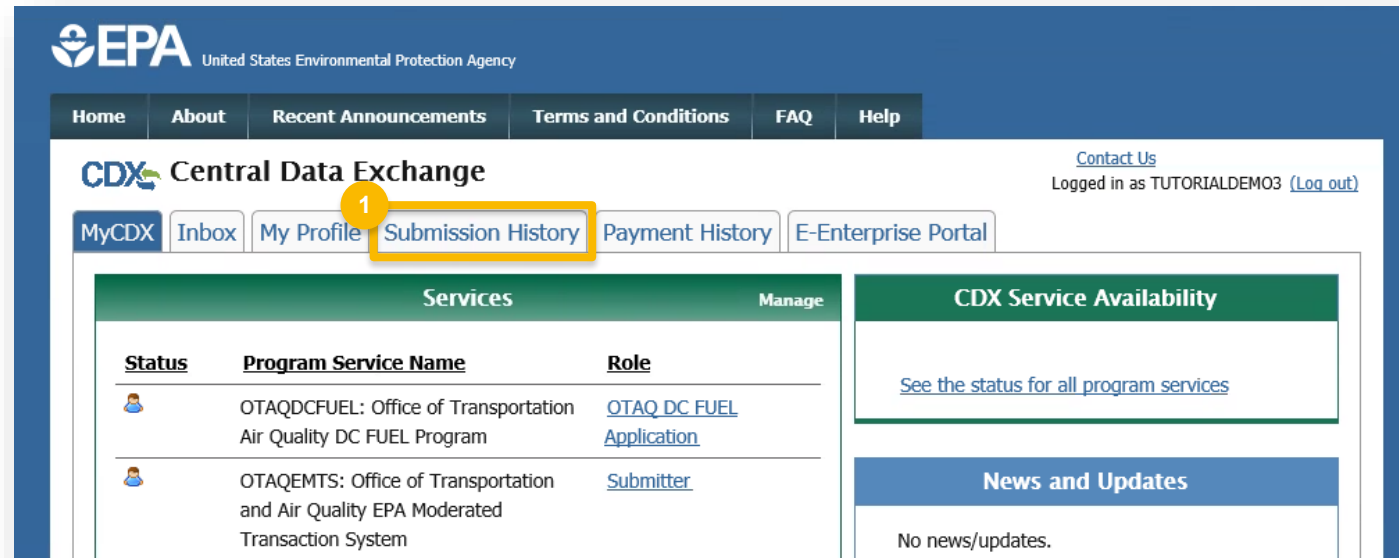 EPA United States Environmental Protection Agency
Home About Recent Announcements Terms and Conditions FAQ Help
Contact Us
CDX Central Data Exchange
Logged in as TUTORIALDEMO3 (Log out)
1
MyCDX Inbox My Profile Submission History Payment History E-Enterprise Portal
Services Manage
Status Program Service Name Role
OTAQDCFUEL: Office of Transportation OTAQ DC FUEL
Air Quality DC FUEL Program Application
OTAQEMTS: Office of Transportation Submitter
and Air Quality EPA Moderated
Transaction System
CDX Service Availability
See the status for all program services
News and Updates
No news/updates.